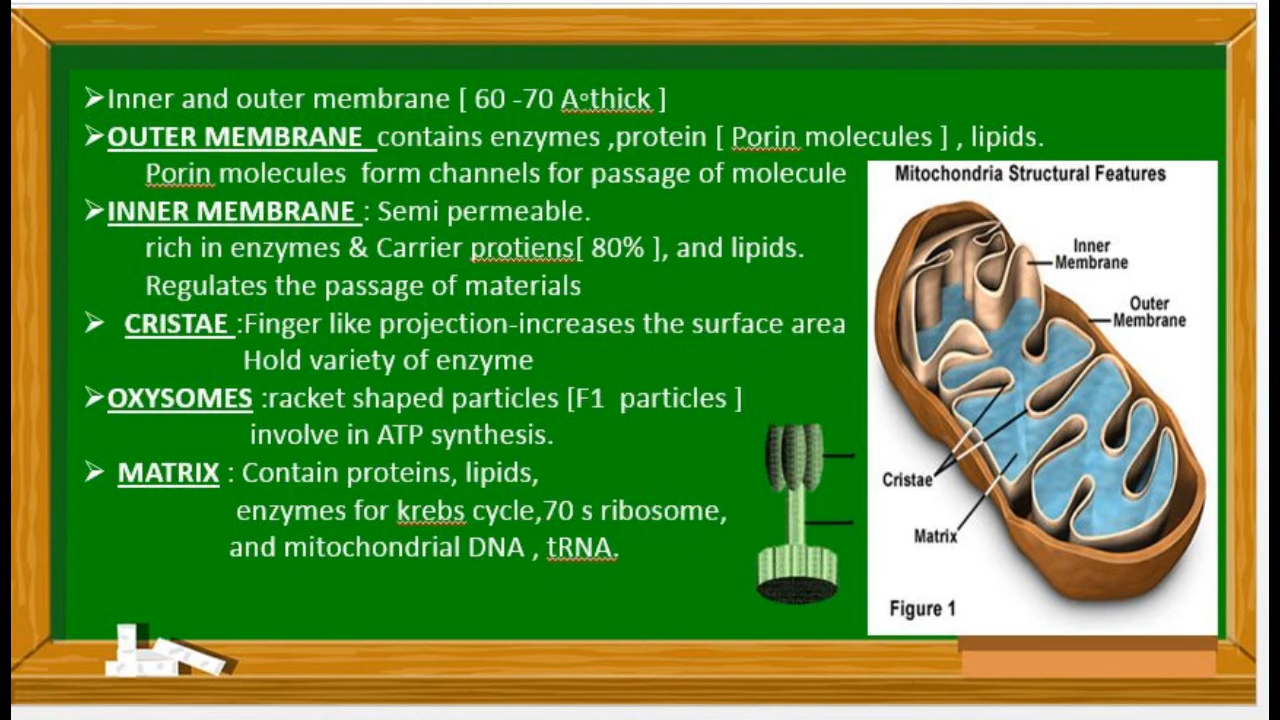 ➢Inner and outer membrane [ 60 -70 A∘thick ]
➢OUTER MEMBRANE contains enzymes ,protein [ Porin molecules ] , lipids.
Porin molecules form channels for passage of molecule
➢INNER MEMBRANE : Semi permeable.
rich in enzymes & Carrier protiens[ 80% ], and lipids.
Regulates the passage of materials
➢ CRISTAE :Finger like projection-increases the surface area
Hold variety of enzyme
➢OXYSOMES :racket shaped particles [F1 particles ]
involve in ATP synthesis.
➢ MATRIX : Contain proteins, lipids,
enzymes for krebs cycle,70 s ribosome,
and mitochondrial DNA , tRNA.
Mitochondria Structural Features
Inner
Membrane
Outer
Membrane
Cristae
Matrix
Figure 1